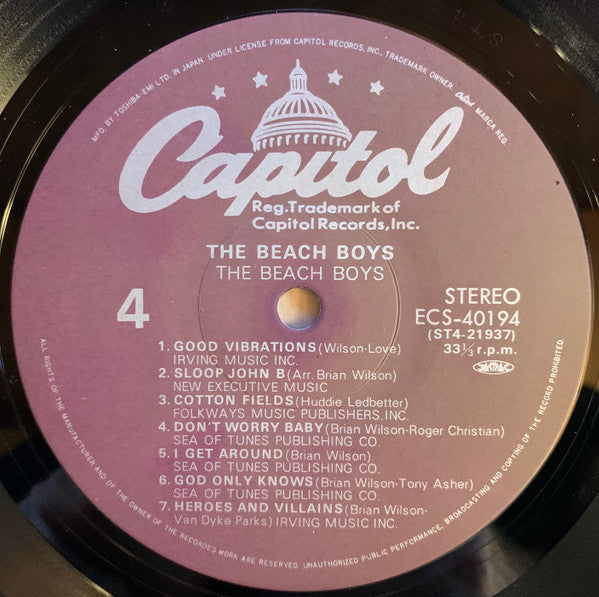 MFD. BY TOSHIBA-EMI LTD. IN JAPAN, UNDER LICENSE FROM CAPITOL RECORDS, INC., TRADEMARK OWNER, Capitol MARCA REG.
Capitol
Reg.Trademark of
Capitol Records,Inc.
THE BEACH BOYS
THE BEACH BOYS
4
STEREO
ECS-40194
(ST4-21937)
33⅓ r.p.m.
JASRAC
1. GOOD VIBRATIONS (Wilson-Love)
IRVING MUSIC INC.
2. SLOOP JOHN B (Arr. Brian Wilson)
NEW EXECUTIVE MUSIC
3. COTTON FIELDS (Huddie Ledbetter)
FOLKWAYS MUSIC PUBLISHERS,INC.
4. DON'T WORRY BABY (Brian Wilson-Roger Christian)
SEA OF TUNES PUBLISHING CO.
5. I GET AROUND (Brian Wilson)
SEA OF TUNES PUBLISHING CO.
6. GOD ONLY KNOWS (Brian Wilson-Tony Asher)
SEA OF TUNES PUBLISHING CO.
7. HEROES AND VILLAINS (Brian Wilson-
Van Dyke Parks) IRVING MUSIC INC.
ALL RIGHTS OF THE MANUFACTURER AND OF THE OWNER OF THE RECORDED WORK ARE RESERVED. UNAUTHORIZED PUBLIC PERFORMANCE, BROADCASTING AND COPYING OF THE RECORD PROHIBITED.